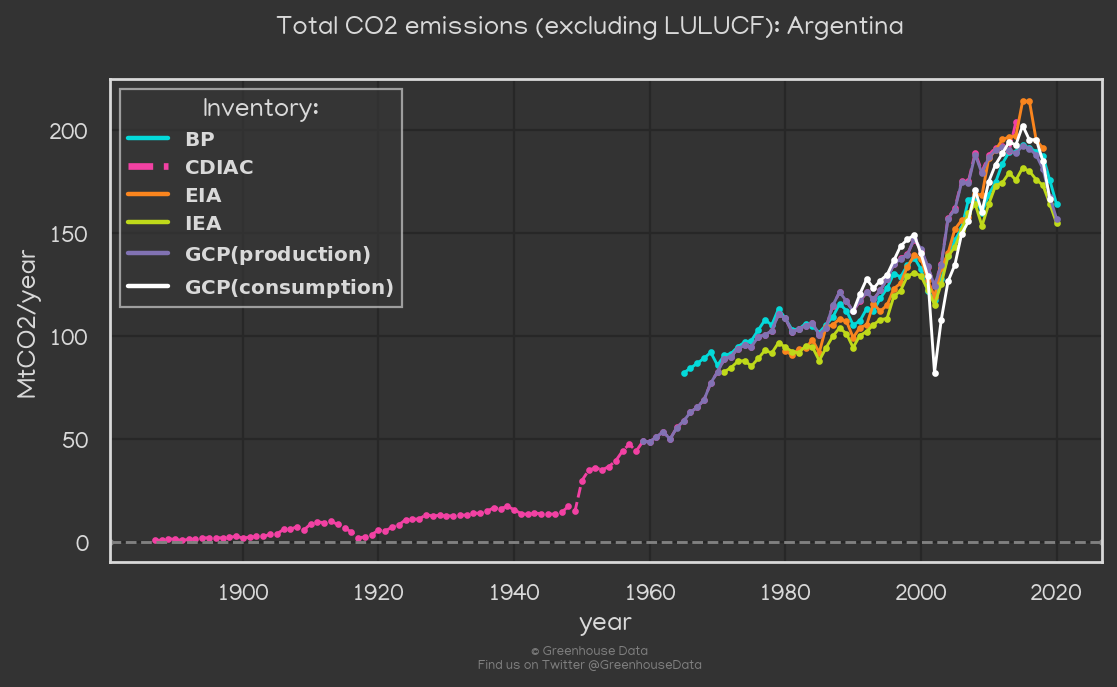 Total CO2 emissions (excluding LULUCF): Argentina
Inventory:
BP
CDIAC
EIA
IEA
GCP(production)
GCP(consumption)
MtCO2/year
200
150
100
50
0
1900 1920 1940 1960 1980 2000 2020
year
© Greenhouse Data
Find us on Twitter @GreenhouseData